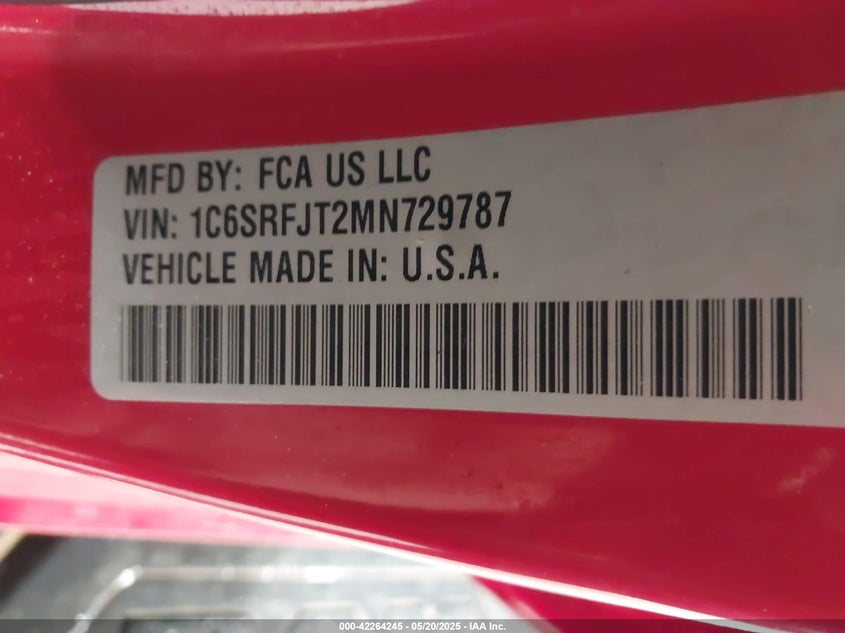 MFD BY: FCA US LLC
VIN: 1C6SRFJT2MN729787
VEHICLE MADE IN: U.S.A.
000-42264245 - 05/20/2025 - IAA Inc.